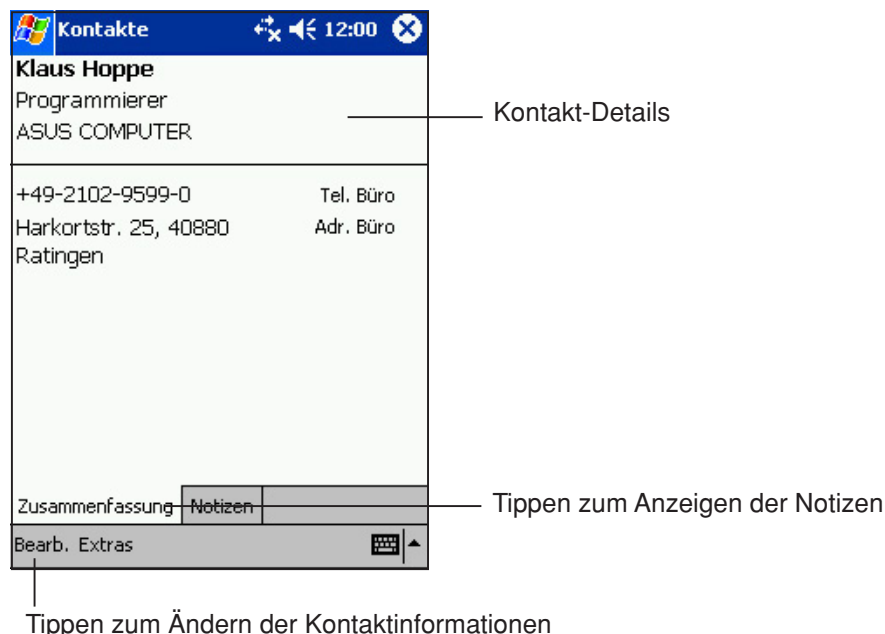 Kontakte 12:00
Klaus Hoppe
Programmierer
ASUS COMPUTER
Kontakt-Details
+49-2102-9599-0 Tel. Büro
Harkortstr. 25, 40880 Adr. Büro
Ratingen
Zusammenfassung Notizen
Tippen zum Anzeigen der Notizen
Bearb. Extras
Tippen zum Ändern der Kontaktinformationen